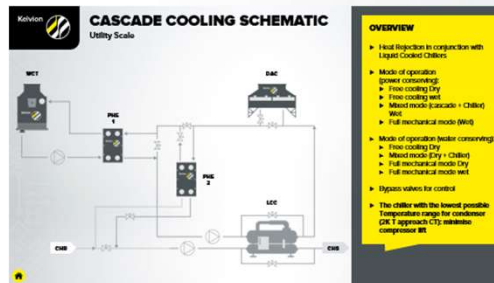 Kelvion
CASCADE COOLING SCHEMATIC
Utility Scale
WCT
PHE
1
DAC
PHE
2
LCC
CHR
CHS
OVERVIEW
Heat Rejection in conjunction with
Liquid Cooled Chillers
Mode of operation
(power conserving):
Free cooling Dry
Free cooling wet
Mixed mode (cascade + Chiller)
Wet
Full mechanical mode (Wet)
Mode of operation (water conserving)
Free cooling Dry
Mixed mode (Dry + Chiller)
Full mechanical mode Dry
Full mechanical mode wet
Bypass valves for control
The chiller with the lowest possible
Temperature range for condenser
(2K T approach CT): minimise
compressor lift